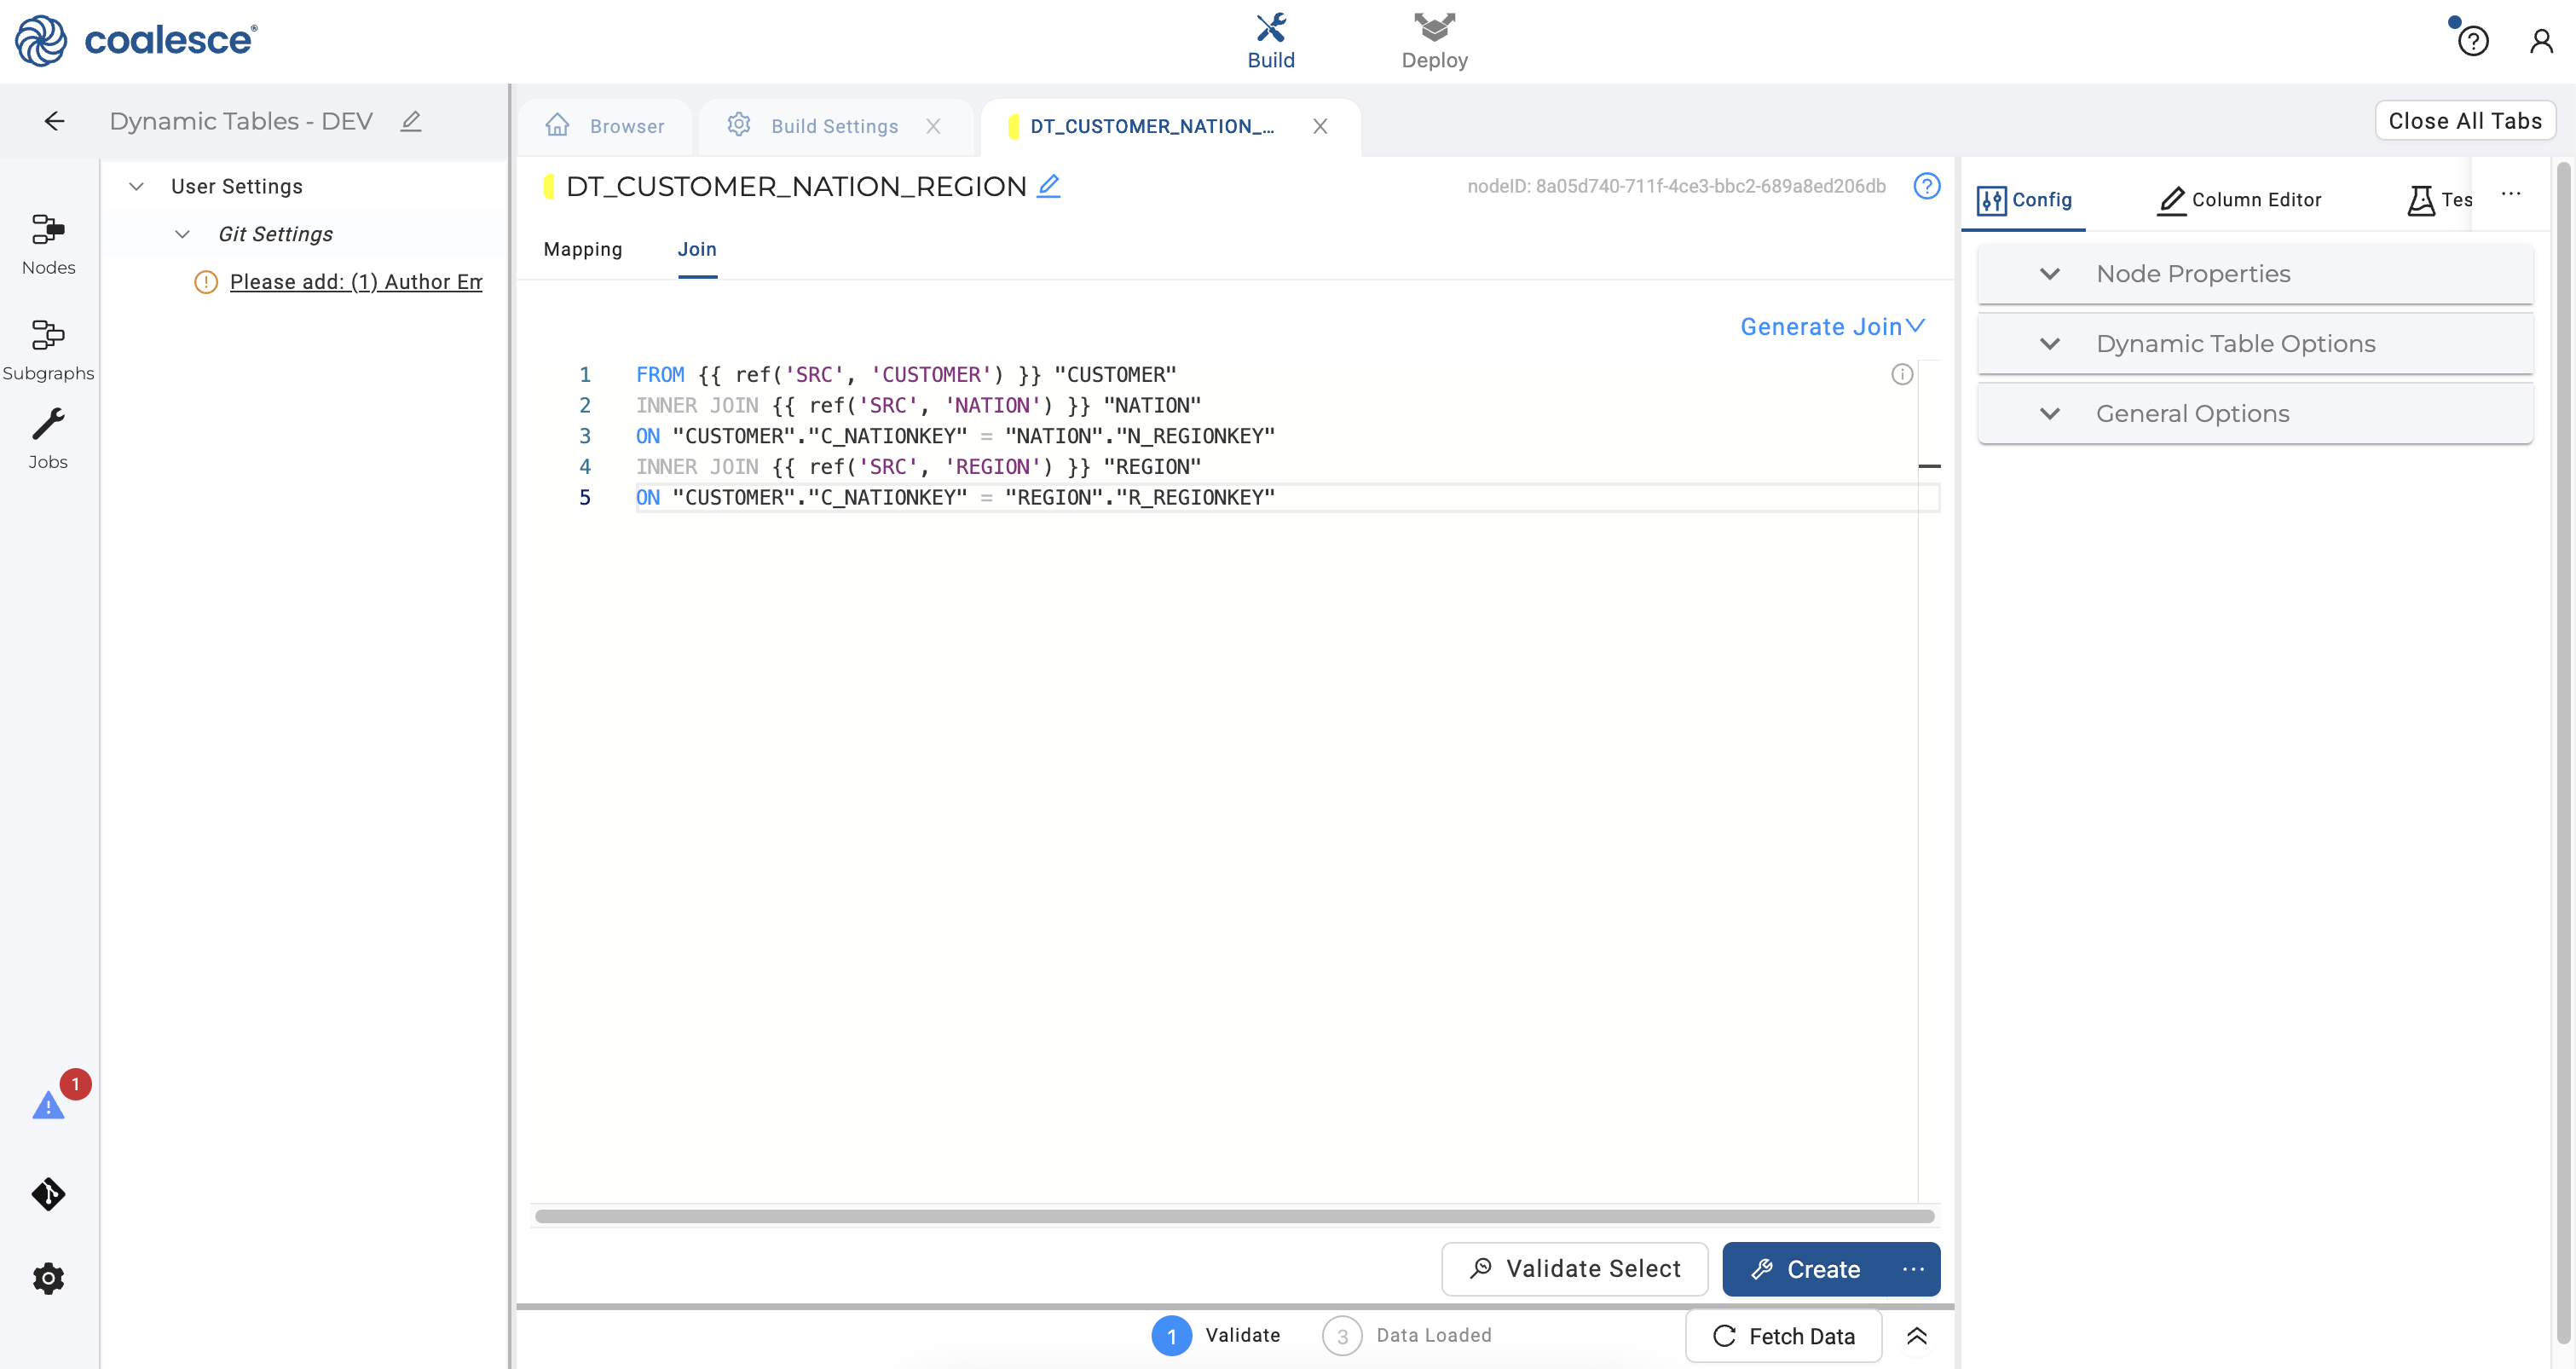 coalesce®
Build
Deploy
Dynamic Tables - DEV
Browser
Build Settings
DT_CUSTOMER_NATION_...
Close All Tabs
User Settings
Git Settings
Please add: (1) Author Em
Nodes
Subgraphs
Jobs
1
DT_CUSTOMER_NATION_REGION
nodeID: 8a05d740-711f-4ce3-bbc2-689a8ed206db
Mapping
Join
Generate Join
1 FROM {{ ref('SRC', 'CUSTOMER') }} "CUSTOMER"
2 INNER JOIN {{ ref('SRC', 'NATION') }} "NATION"
3 ON "CUSTOMER"."C_NATIONKEY" = "NATION"."N_REGIONKEY"
4 INNER JOIN {{ ref('SRC', 'REGION') }} "REGION"
5 ON "CUSTOMER"."C_NATIONKEY" = "REGION"."R_REGIONKEY"
Validate Select
Create ...
1 Validate
3 Data Loaded
Fetch Data
Config
Column Editor
Tes
...
Node Properties
Dynamic Table Options
General Options